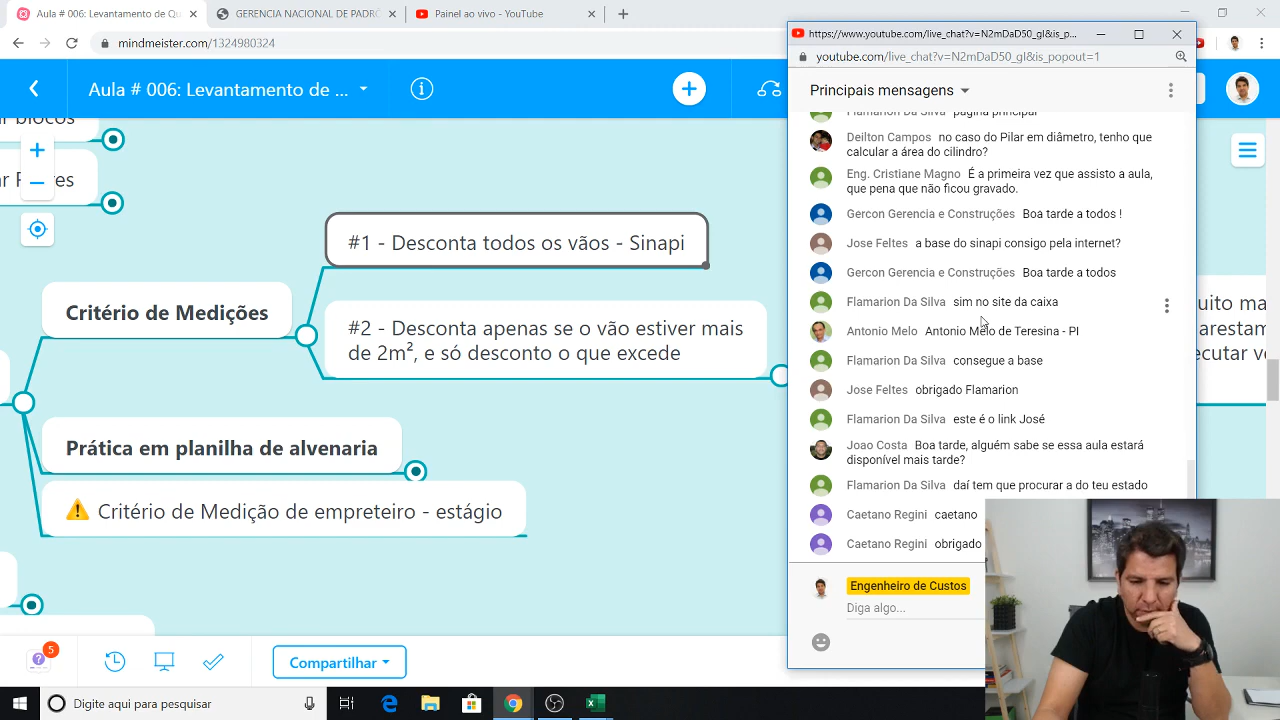 Aula # 006: Levantamento de Qu
GERENCIA NACIONAL DE PADRÕ
Painel ao vivo - YouTube
mindmeister.com/1324980324
Aula # 006: Levantamento de ...
https://www.youtube.com/live_chat?v=N2mDaD50_gI&is_p...
youtube.com/live_chat?v=N2mDaD50_gI&is_popout=1
Principais mensagens
Flamarion Da Silva página principal
Deilton Campos no caso do Pilar em diâmetro, tenho que
calcular a área do cilindro?
Eng. Cristiane Magno É a primeira vez que assisto a aula,
que pena que não ficou gravado.
Gercon Gerencia e Construções Boa tarde a todos !
Jose Feltes a base do sinapi consigo pela internet?
Gercon Gerencia e Construções Boa tarde a todos
Flamarion Da Silva sim no site da caixa
Antonio Melo Antonio Melo de Teresina - PI
Flamarion Da Silva consegue a base
Jose Feltes obrigado Flamarion
Flamarion Da Silva este é o link José
Joao Costa Boa tarde, alguém sabe se essa aula estará
disponível mais tarde?
Flamarion Da Silva daí tem que procurar a do teu estado
Caetano Regini caetano
Caetano Regini obrigado
Engenheiro de Custos
Diga algo...
ar blocos
ar P res
#1 - Desconta todos os vãos - Sinapi
Critério de Medições
#2 - Desconta apenas se o vão estiver mais
de 2m², e só desconto o que excede
Prática em planilha de alvenaria
Critério de Medição de empreiteiro - estágio
uito ma
arestam
ecutar v
5
Compartilhar
Digite aqui para pesquisar